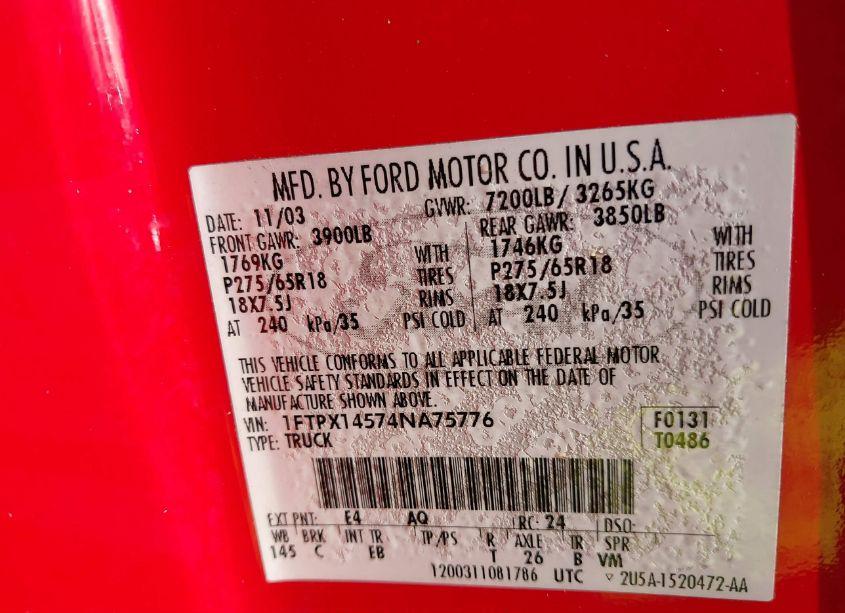 MFD. BY FORD MOTOR CO. IN U.S.A.
DATE: 11/03 GVWR: 7200LB / 3265KG
FRONT GAWR: 3900LB REAR GAWR: 3850LB
1769KG WITH 1746KG WITH
P275/65R18 TIRES P275/65R18 TIRES
18X7.5J RIMS 18X7.5J RIMS
AT 240 kPa/35 PSI COLD AT 240 kPa/35 PSI COLD
THIS VEHICLE CONFORMS TO ALL APPLICABLE FEDERAL MOTOR
VEHICLE SAFETY STANDARDS IN EFFECT ON THE DATE OF
MANUFACTURE SHOWN ABOVE.
VIN: 1FTPX14574NA75776 F0131
TYPE: TRUCK T0486
EXT PNT: E4 AQ RC: 24 DSO:
WB BRK INT TR TP/PS R AXLE TR SPR
145 C EB T 26 B VM
1200311081786 UTC ▽ 2U5A-1520472-AA